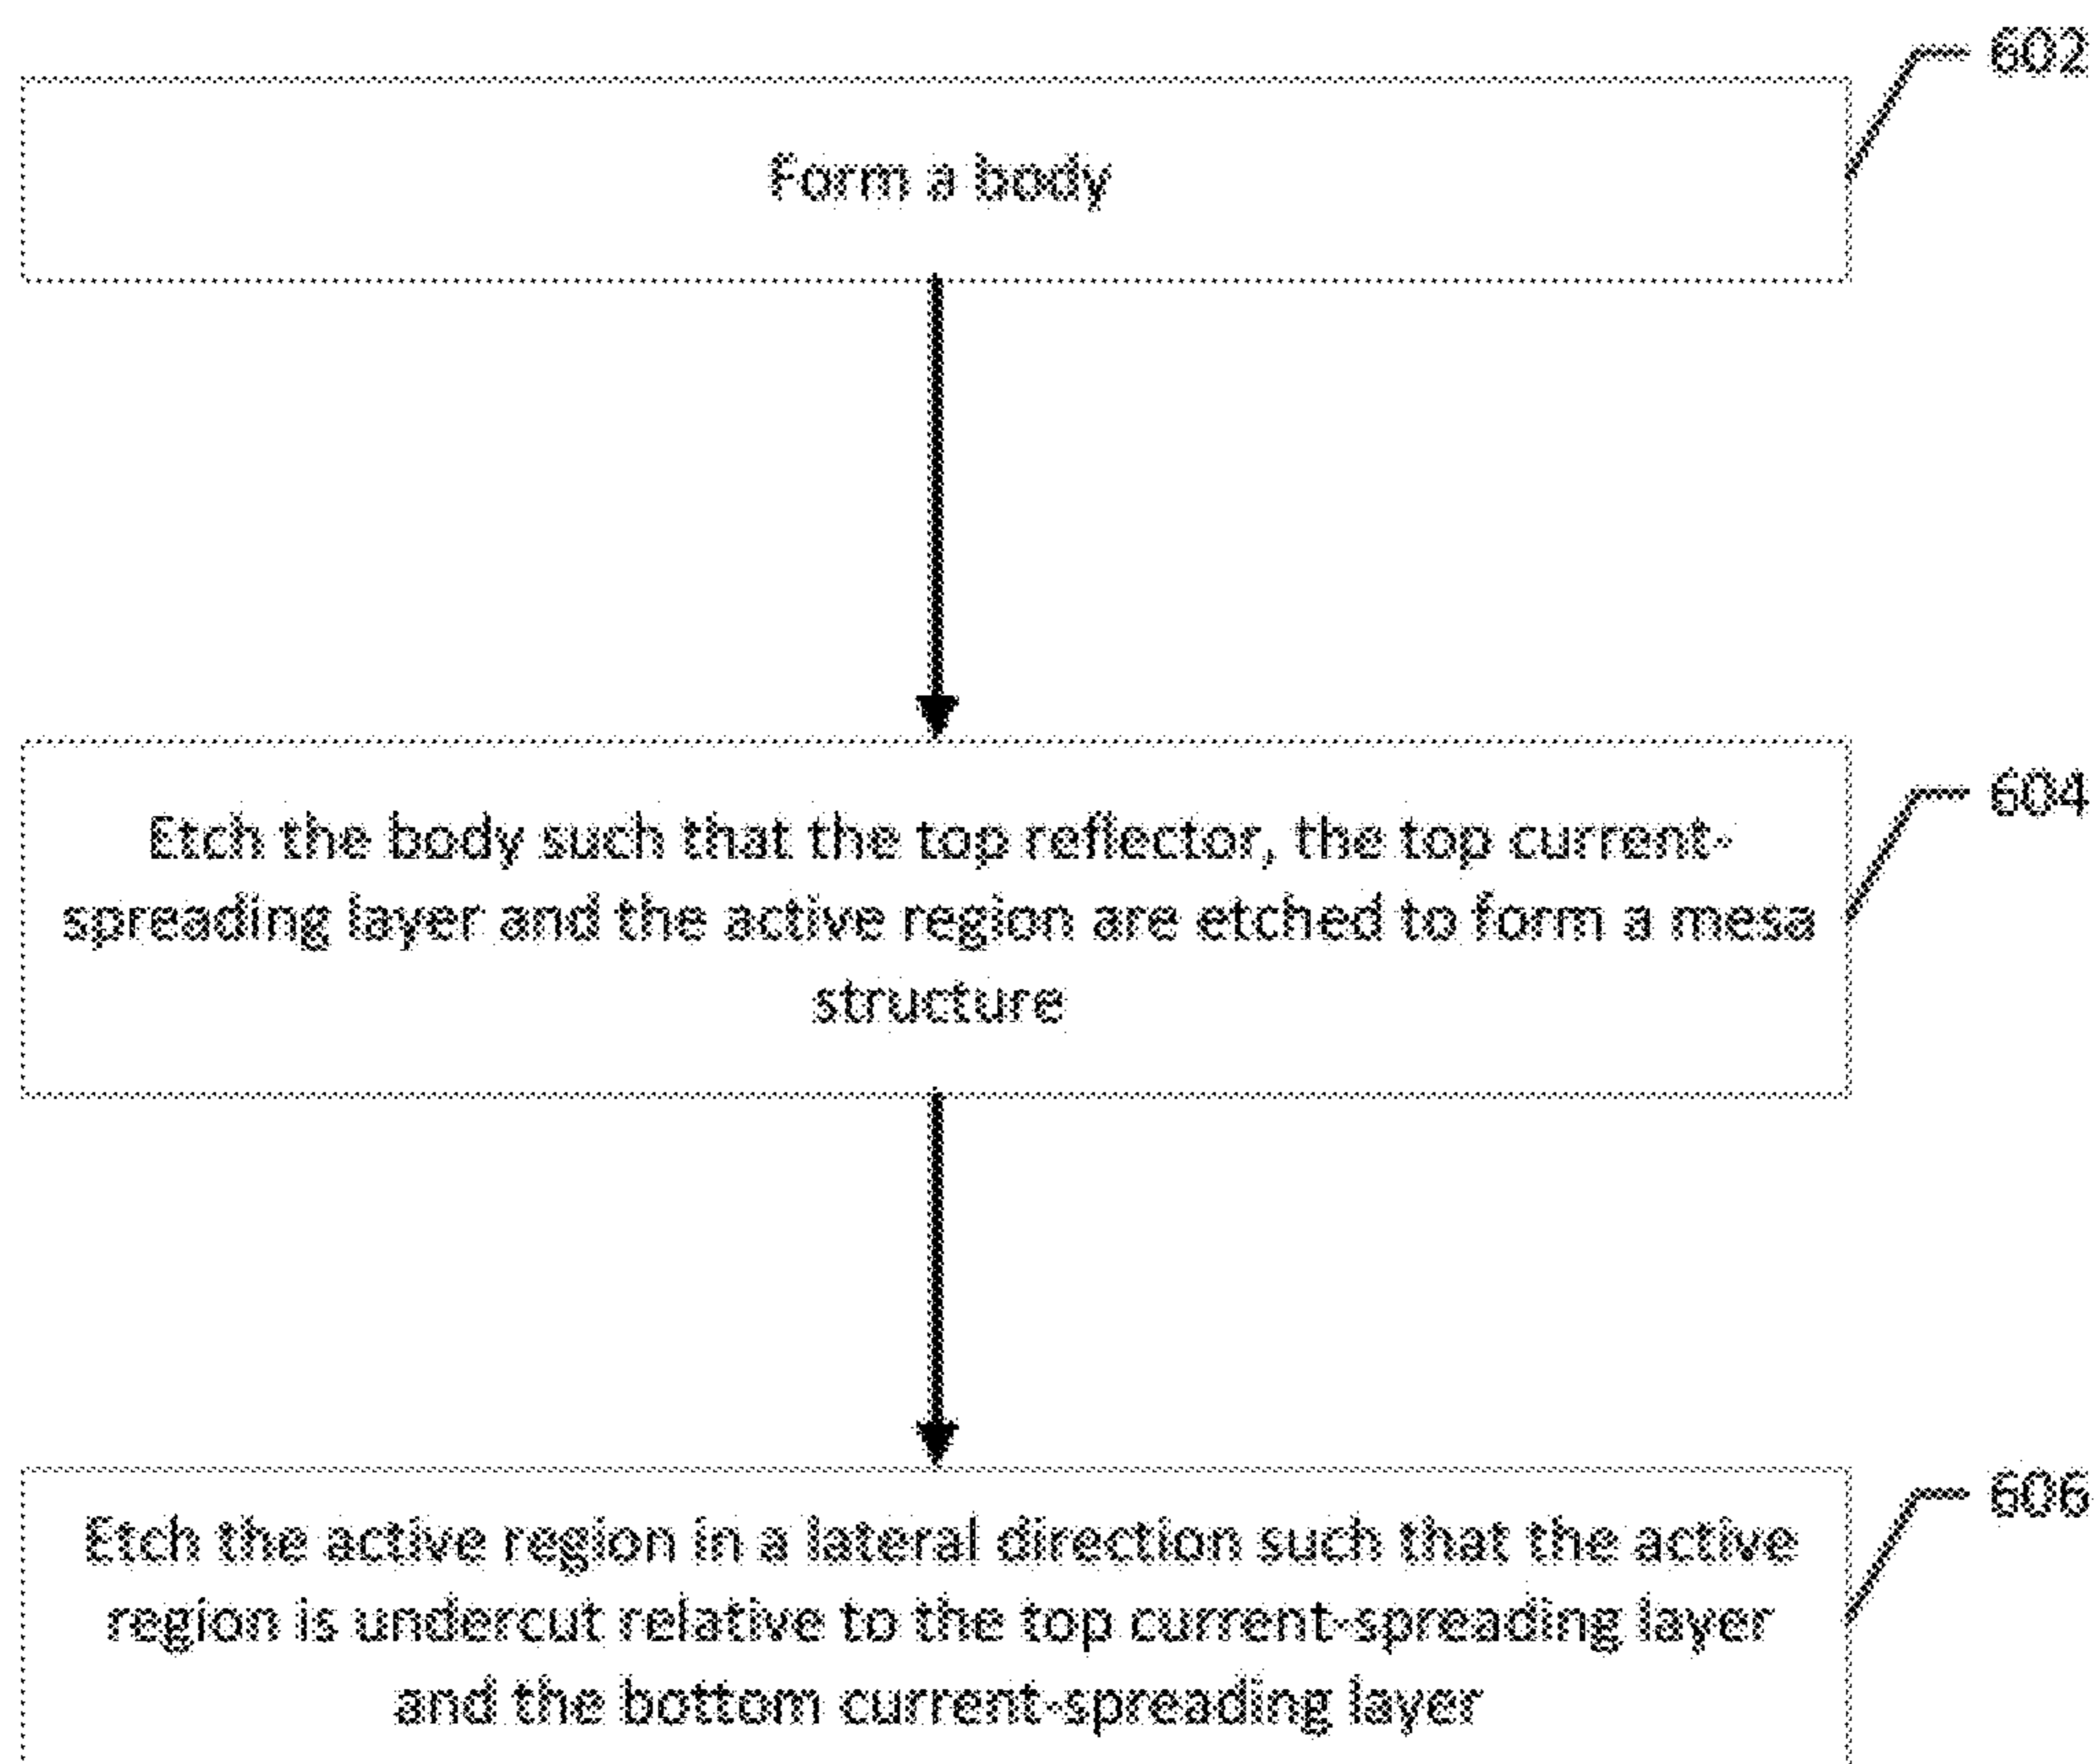 602
Form a body
604
Etch the body such that the top reflector, the top current-
spreading layer and the active region are etched to form a mesa
structure
606
Etch the active region in a lateral direction such that the active
region is undercut relative to the top current-spreading layer
and the bottom current-spreading layer